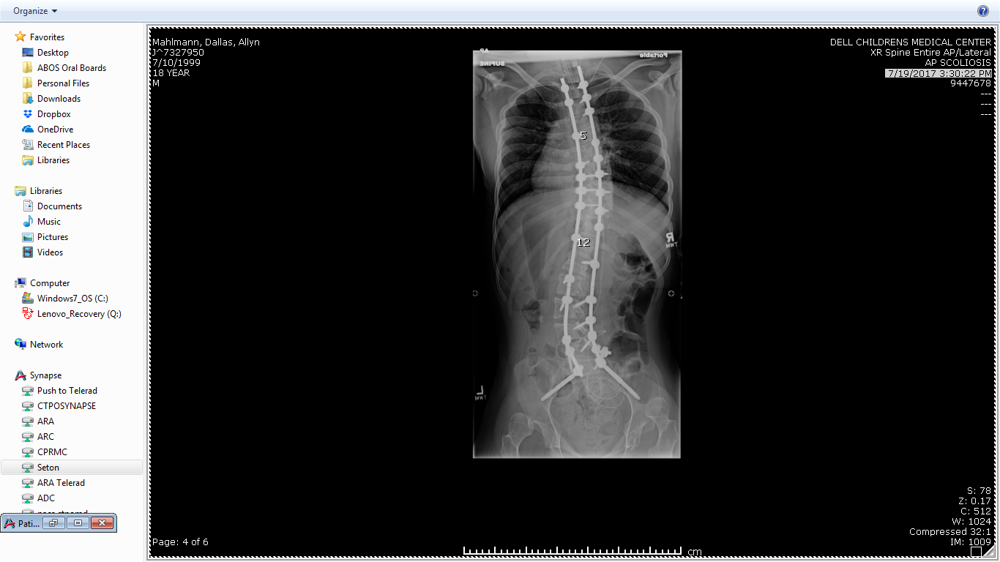 Organize
Favorites
Desktop
ABOS Oral Boards
Personal Files
Downloads
Dropbox
OneDrive
Recent Places
Libraries
Libraries
Documents
Music
Pictures
Videos
Computer
Windows7_OS (C:)
Lenovo_Recovery (Q:)
Network
Synapse
Push to Telerad
CTPOSYNAPSE
ARA
ARC
CPRMC
Seton
ARA Telerad
ADC
Pati...
Mahlmann, Dallas, Allyn
J^7327950
7/10/1999
18 YEAR
M
DELL CHILDRENS MEDICAL CENTER
XR Spine Entire AP/Lateral
AP SCOLIOSIS
7/19/2017 3:30:22 PM
9447678
---
---
---
AP
Portable
SUPINE
5
12
R
TWM
L
TWM
S: 78
Z: 0.17
C: 512
W: 1024
Compressed 32:1
IM: 1009
Page: 4 of 6
cm